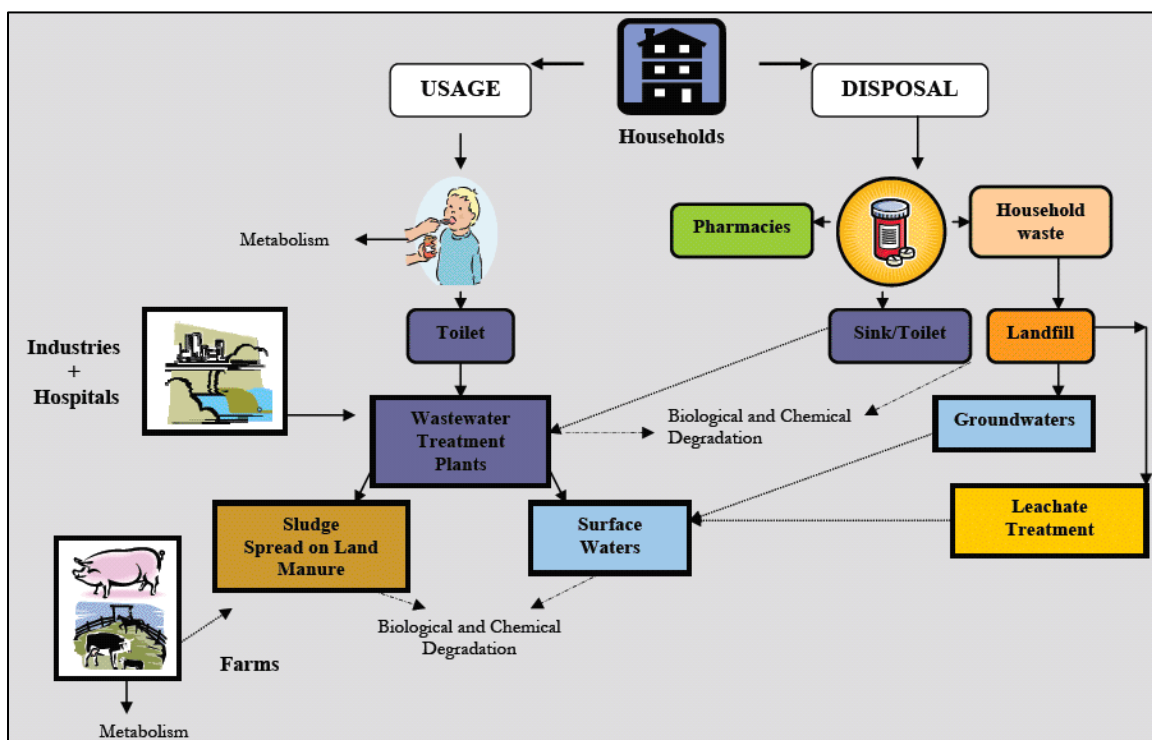 USAGE
DISPOSAL
Households
Metabolism
Pharmacies
Household
waste
Industries
+
Hospitals
Toilet
Sink/Toilet
Landfill
Wastewater
Treatment
Plants
Biological and Chemical
Degradation
Groundwaters
Sludge
Spread on Land
Manure
Surface
Waters
Leachate
Treatment
Biological and Chemical
Degradation
Farms
Metabolism